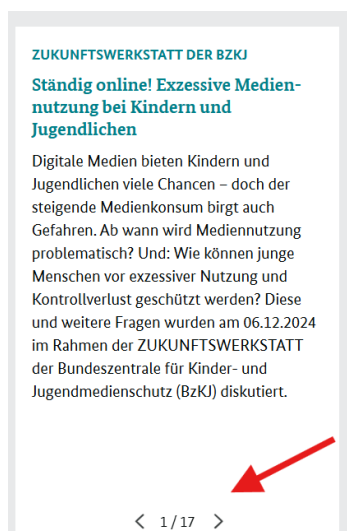 ZUKUNFTSWERKSTATT DER BZKJ
Ständig online! Exzessive Medien-
nutzung bei Kindern und
Jugendlichen
Digitale Medien bieten Kindern und
Jugendlichen viele Chancen – doch der
steigende Medienkonsum birgt auch
Gefahren. Ab wann wird Mediennutzung
problematisch? Und: Wie können junge
Menschen vor exzessiver Nutzung und
Kontrollverlust geschützt werden? Diese
und weitere Fragen wurden am 06.12.2024
im Rahmen der ZUKUNFTSWERKSTATT
der Bundeszentrale für Kinder- und
Jugendmedienschutz (BzKJ) diskutiert.
< 1 / 17 >